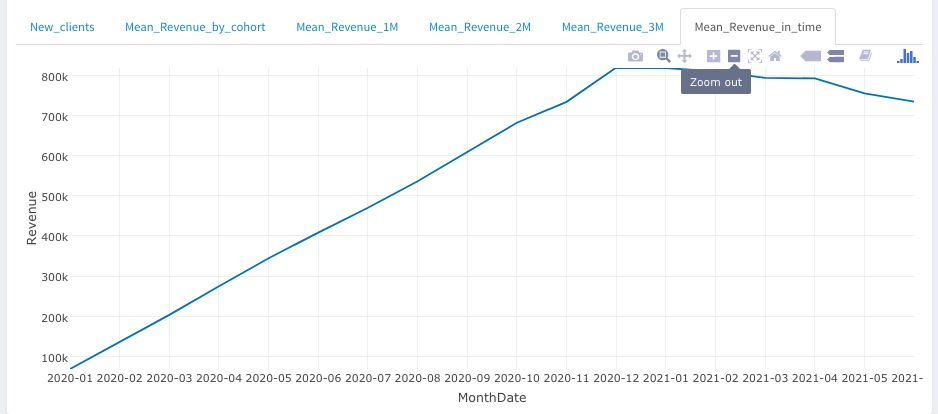 New_clients Mean_Revenue_by_cohort Mean_Revenue_1M Mean_Revenue_2M Mean_Revenue_3M Mean_Revenue_in_time
Zoom out
800k
700k
600k
500k
400k
300k
200k
100k
Revenue
2020-01 2020-02 2020-03 2020-04 2020-05 2020-06 2020-07 2020-08 2020-09 2020-10 2020-11 2020-12 2021-01 2021-02 2021-03 2021-04 2021-05 2021-
MonthDate